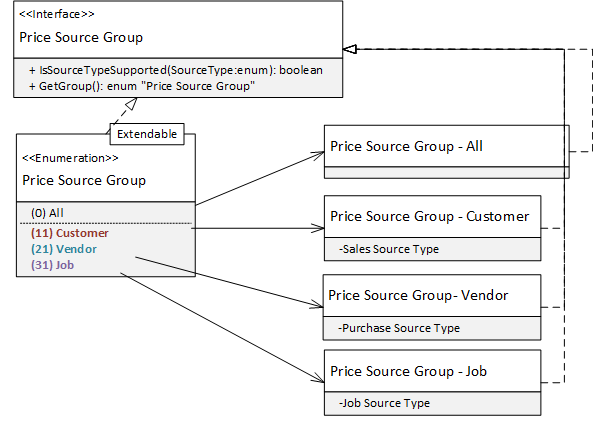 <<Interface>>
Price Source Group
+ IsSourceTypeSupported(SourceType:enum): boolean
+ GetGroup(): enum "Price Source Group"
Extendable
<<Enumeration>>
Price Source Group
(0) All
(11) Customer
(21) Vendor
(31) Job
Price Source Group - All
Price Source Group - Customer
-Sales Source Type
Price Source Group- Vendor
-Purchase Source Type
Price Source Group - Job
-Job Source Type